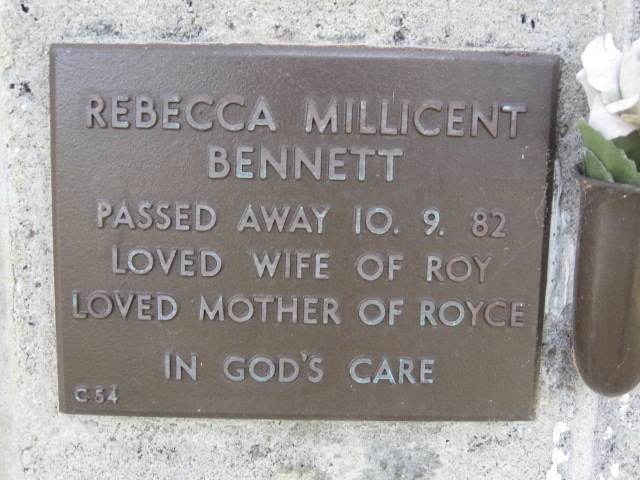 REBECCA MILLICENT
BENNETT
PASSED AWAY 10. 9. 82
LOVED WIFE OF ROY
LOVED MOTHER OF ROYCE
IN GOD'S CARE
C 54